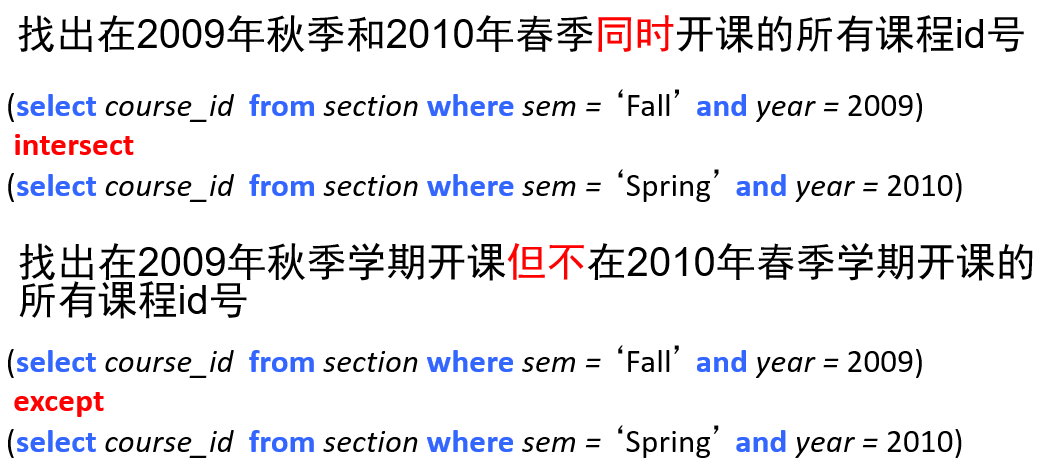 找出在2009年秋季和2010年春季同时开课的所有课程id号
(select course_id from section where sem = ‘Fall’ and year = 2009)
intersect
(select course_id from section where sem = ‘Spring’ and year = 2010)
找出在2009年秋季学期开课但不在2010年春季学期开课的
所有课程id号
(select course_id from section where sem = ‘Fall’ and year = 2009)
except
(select course_id from section where sem = ‘Spring’ and year = 2010)